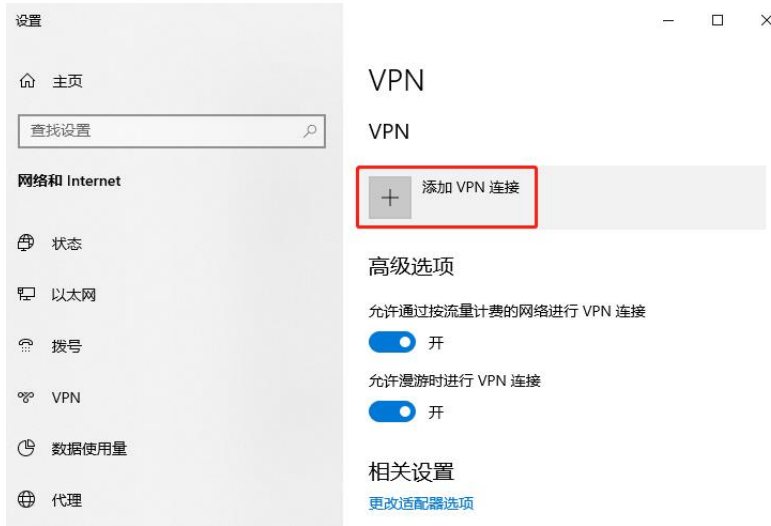 设置
主页
查找设置
网络和 Internet
状态
以太网
拨号
VPN
数据使用量
代理
VPN
VPN
添加 VPN 连接
高级选项
允许通过按流量计费的网络进行 VPN 连接
开
允许漫游时进行 VPN 连接
开
相关设置
更改适配器选项